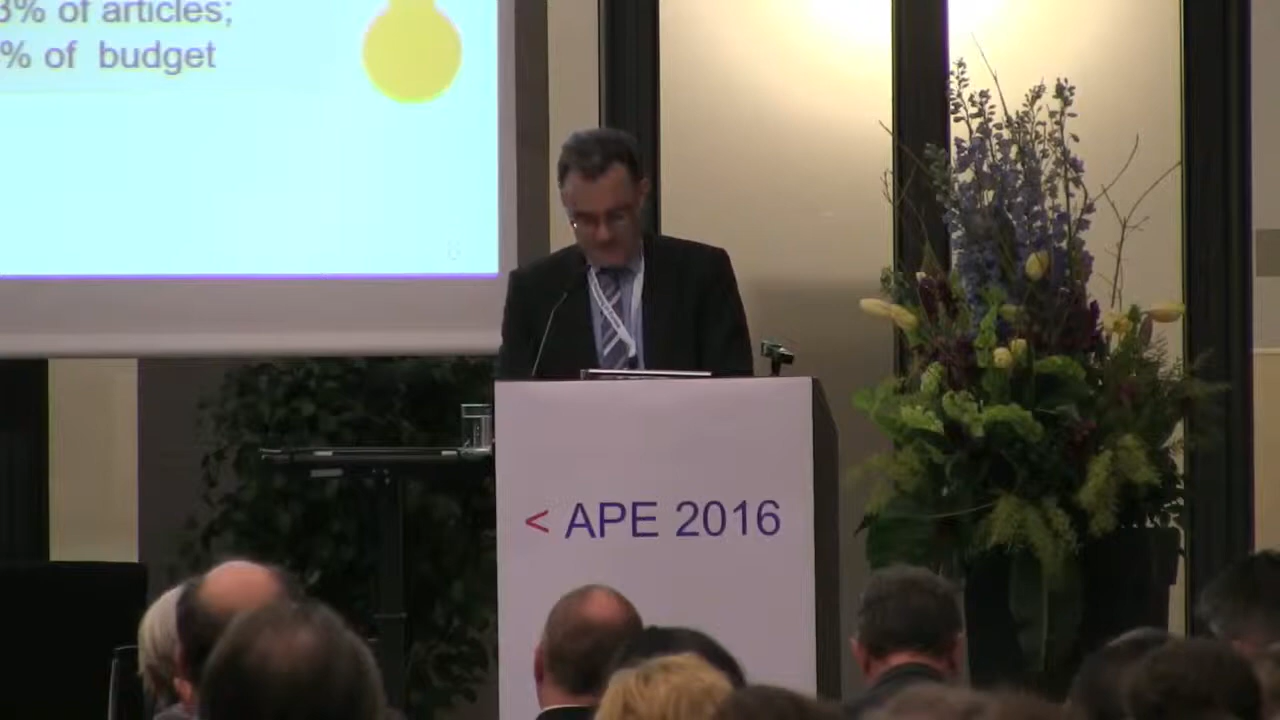 % of articles;
% of budget
< APE 2016